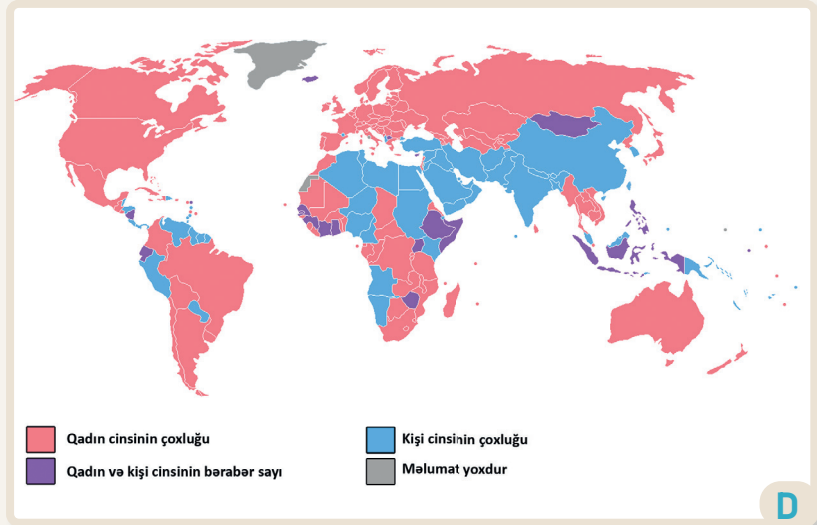 Qadın cinsinin çoxluğu
Qadın və kişi cinsinin bərabər sayı
Kişi cinsinin çoxluğu
Məlumat yoxdur
D